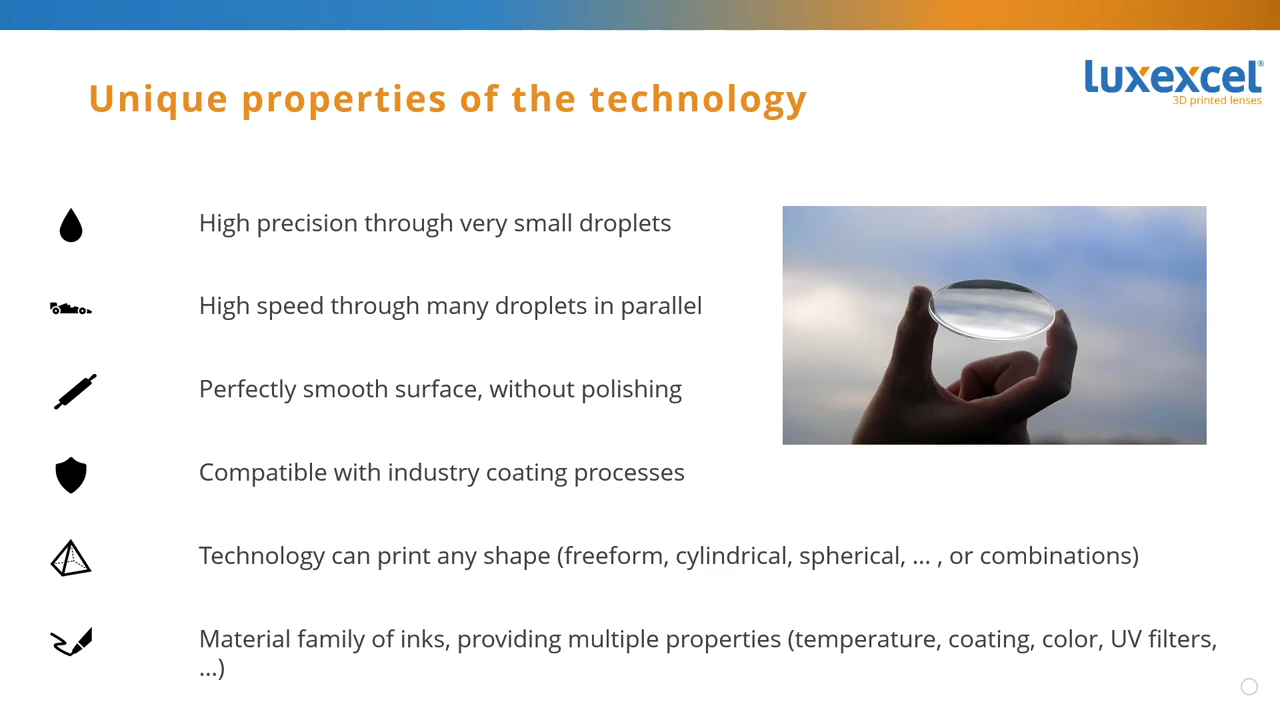 Unique properties of the technology
luxexcel®
3D printed lenses
High precision through very small droplets
High speed through many droplets in parallel
Perfectly smooth surface, without polishing
Compatible with industry coating processes
Technology can print any shape (freeform, cylindrical, spherical, ... , or combinations)
Material family of inks, providing multiple properties (temperature, coating, color, UV filters,
...)